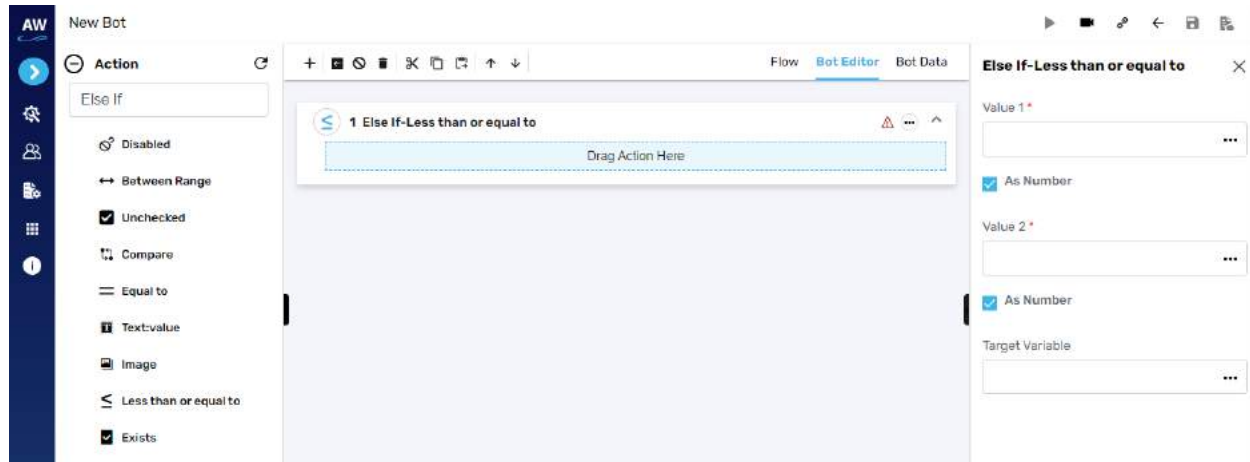 AW
New Bot
Action
Else If
Disabled
Between Range
Unchecked
Compare
Equal to
Text:value
Image
Less than or equal to
Exists
Flow
Bot Editor
Bot Data
1 Else If-Less than or equal to
Drag Action Here
Else If-Less than or equal to
Value 1 *
As Number
Value 2 *
As Number
Target Variable